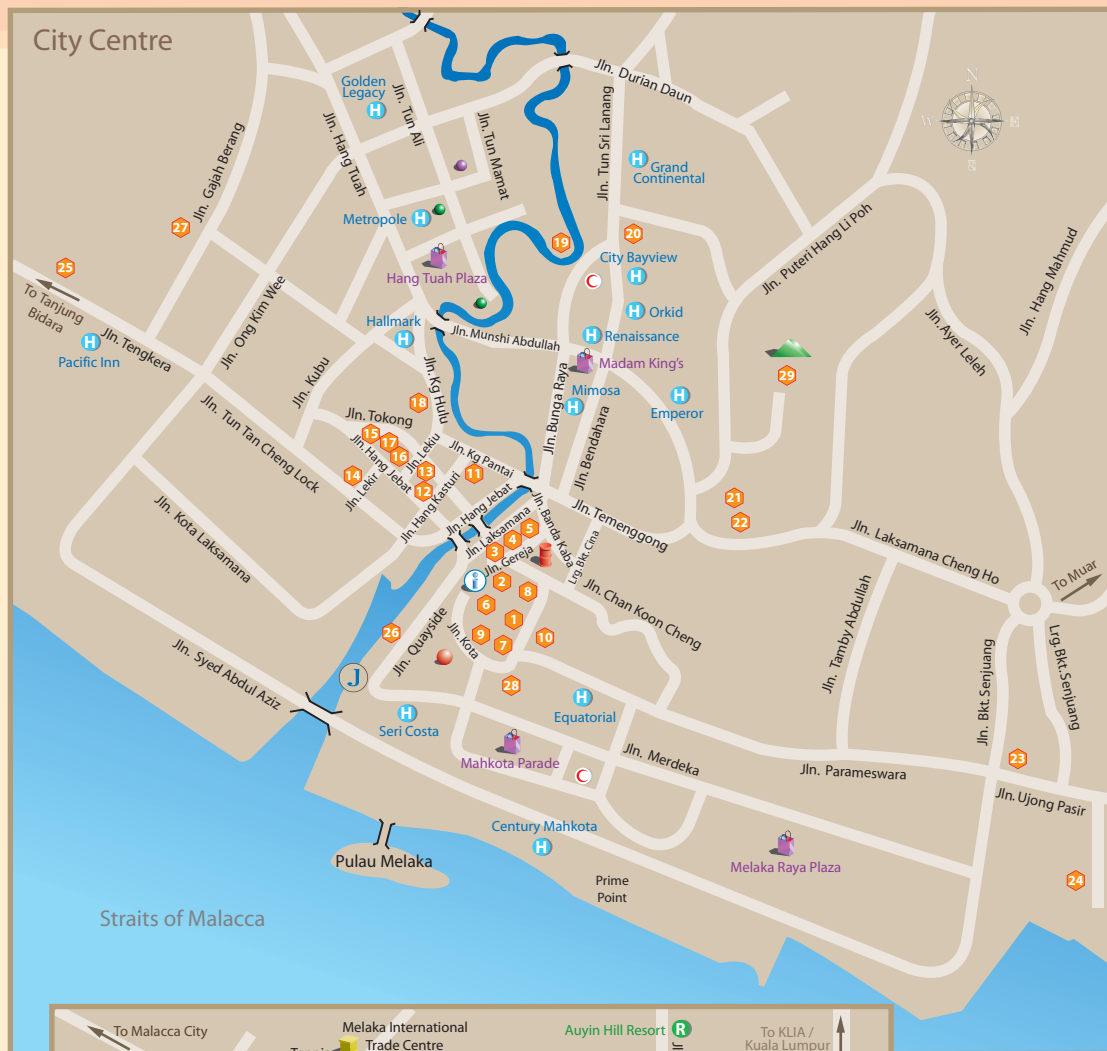 City Centre
N
W
E
S
Golden
Legacy
H
Jln. Tun Ali
Jln. Durian Daun
Jln. Hang Tuah
Jln. Tun Mamat
Jln. Tun Sri Lanang
H
Grand
Continental
Jln. Gajah Berang
Metropole
H
27
19
20
City Bayview
H
25
Hang Tuah Plaza
C
Jln. Puteri Hang Li Poh
Jln. Hang Mahmud
To Tanjung
Bidara
Jln. Tengkera
Jln. Ong Kim Wee
H
Orkid
Hallmark
H
Jln. Munshi Abdullah
H
Renaissance
Jln. Ayer Leleh
H
Pacific Inn
Jln. Kubu
Jln. Kg Hulu
Jln. Bunga Raya
Madam King's
29
Mimosa
H
H
Emperor
18
Jln. Tokong
Jln. Tun Tan Cheng Lock
15
17
16
Jln. Hang Jebat
Jln. Lekiu
Jln. Kg Pantai
Jln. Bendahara
14
Jln. Lekir
13
12
11
Jln. Hang Kasturi
Jln. Hang Jebat
Jln. Temenggong
21
22
Jln. Kota Laksamana
Jln. Laksamana
Jln. Banda Kaba
5
4
3
Jln. Gereja
Lrg. Bkt. Cina
Jln. Laksamana Cheng Ho
To Muar
i
2
8
Jln. Chan Koon Cheng
6
1
Jln. Tamby Abdullah
26
Jln. Quayside
Jln. Kota
9
7
10
Lrg. Bkt. Senjuang
Jln. Syed Abdul Aziz
J
28
Jln. Bkt. Senjuang
H
Seri Costa
H
Equatorial
Mahkota Parade
C
Jln. Merdeka
Jln. Parameswara
23
Jln. Ujong Pasir
Century Mahkota
H
Pulau Melaka
Melaka Raya Plaza
24
Prime
Point
Straits of Malacca
To Malacca City
Melaka International
Trade Centre
Auyin Hill Resort
R
To KLIA /
Kuala Lumpur